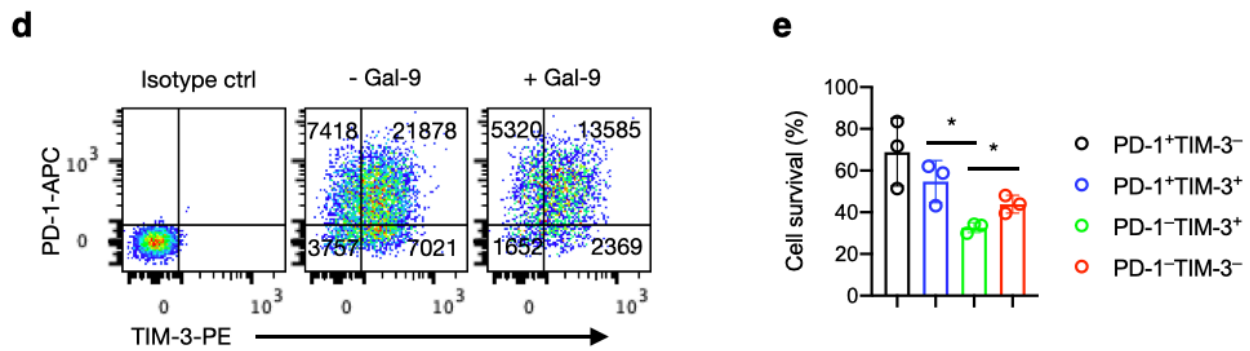 d
Isotype ctrl
- Gal-9
+ Gal-9
PD-1-APC
10³
0
7418
21878
3757
7021
5320
13585
1652
2369
0
10³
0
10³
0
10³
TIM-3-PE
e
Cell survival (%)
100
80
60
40
20
0
*
*
PD-1⁺TIM-3⁻
PD-1⁺TIM-3⁺
PD-1⁻TIM-3⁺
PD-1⁻TIM-3⁻